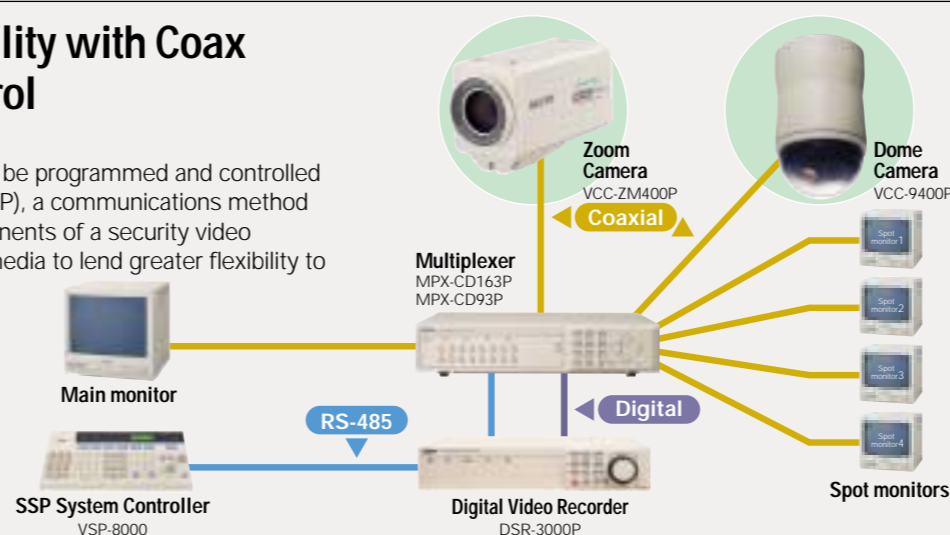 lity with Coax
rol
be programmed and controlled
P), a communications method
nents of a security video
media to lend greater flexibility to
Zoom
Camera
VCC-ZM400P
Dome
Camera
VCC-9400P
Coaxial
Multiplexer
MPX-CD163P
MPX-CD93P
Spot
monitor1
Spot
monitor2
Spot
monitor3
Spot
monitor4
Spot monitors
Main monitor
RS-485
Digital
SSP System Controller
VSP-8000
Digital Video Recorder
DSR-3000P